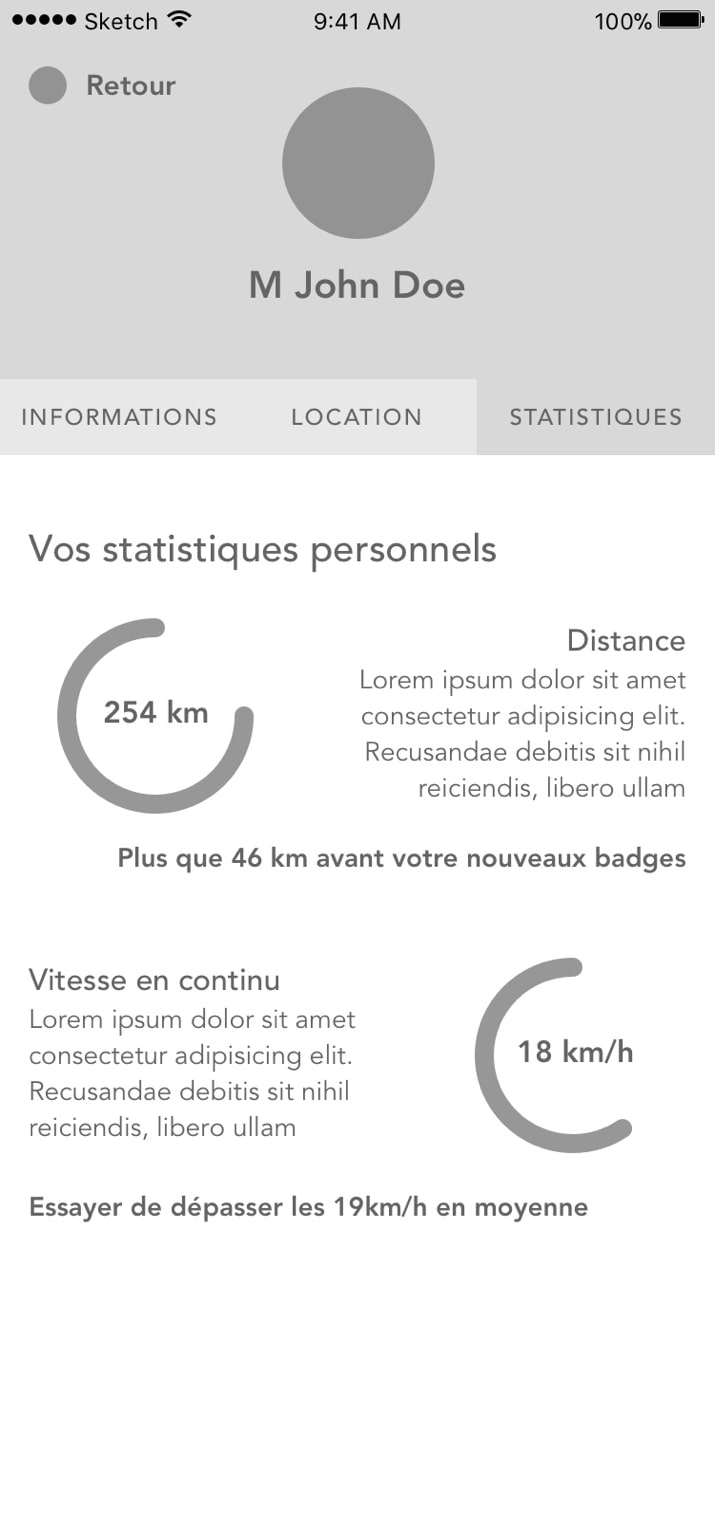 Sketch 9:41 AM 100%
Retour
M John Doe
INFORMATIONS LOCATION STATISTIQUES
Vos statistiques personnels
254 km
Distance
Lorem ipsum dolor sit amet
consectetur adipisicing elit.
Recusandae debitis sit nihil
reiciendis, libero ullam
Plus que 46 km avant votre nouveaux badges
Vitesse en continu
Lorem ipsum dolor sit amet
consectetur adipisicing elit.
Recusandae debitis sit nihil
reiciendis, libero ullam
18 km/h
Essayer de dépasser les 19km/h en moyenne